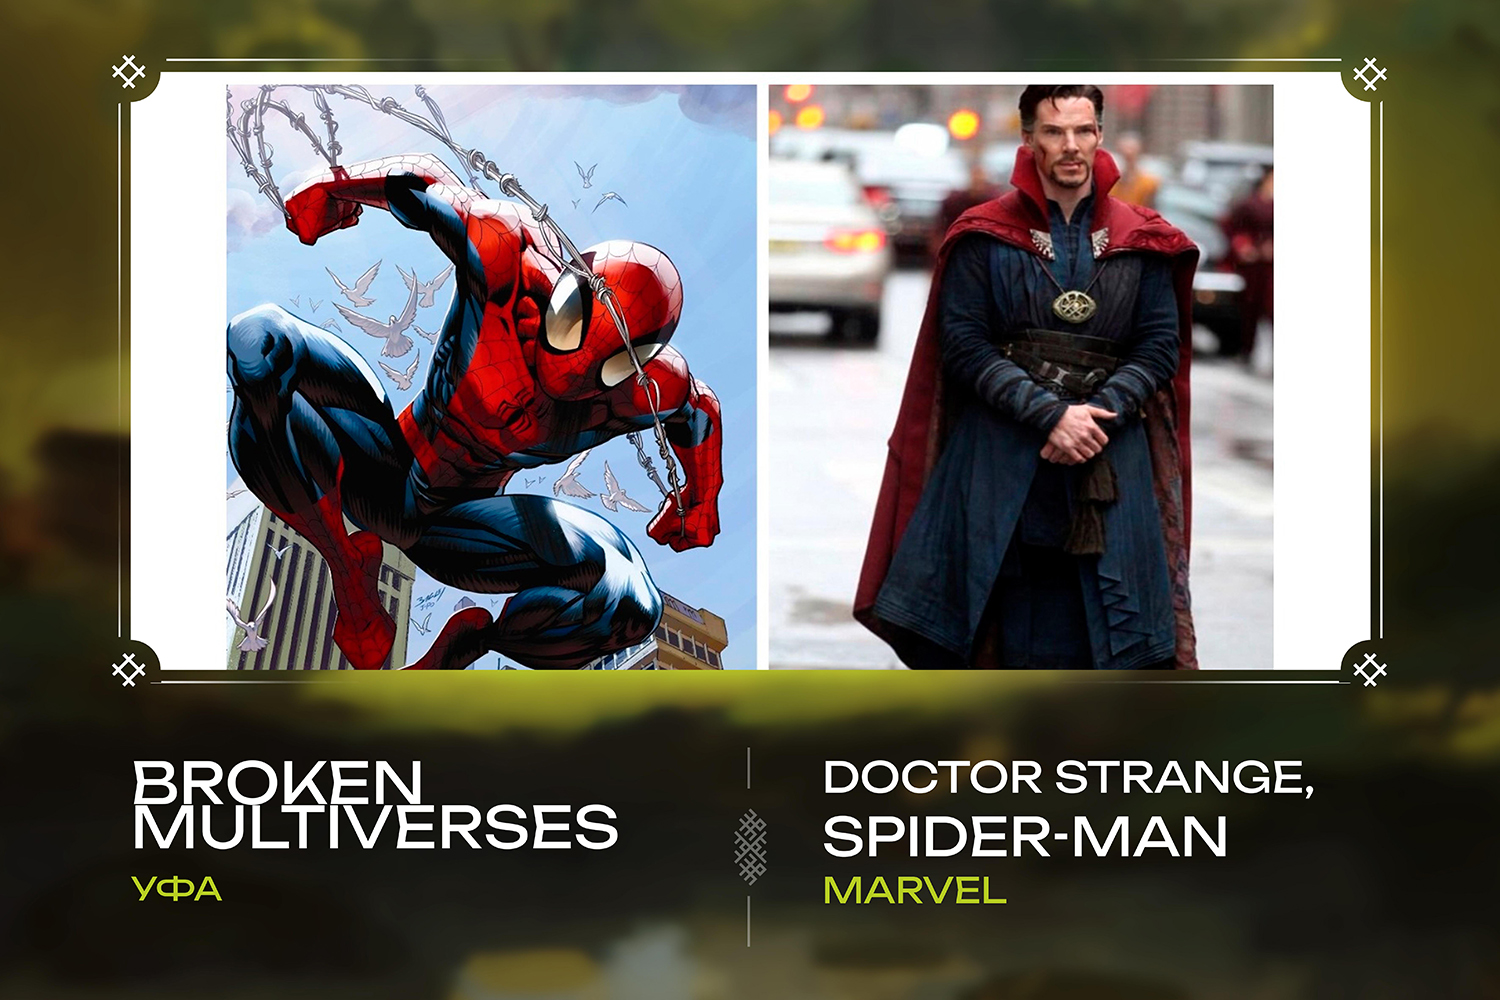 BROKEN
MULTIVERSES
УФА
DOCTOR STRANGE,
SPIDER-MAN
MARVEL